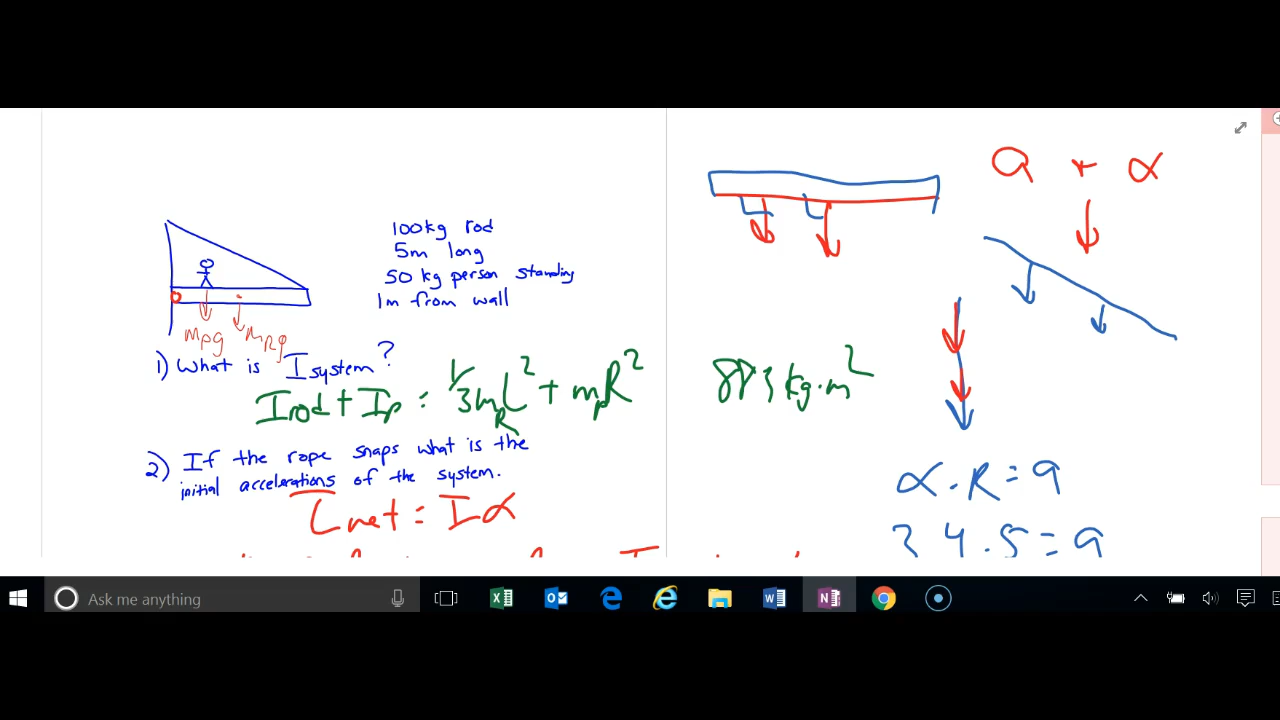 100kg rod
5m long
50 kg person standing
1m from wall
mpg
mRg
1) What is Isystem?
Irod + Ip = 1/3 mRL² + mpR²
2) If the rope snaps what is the
initial accelerations of the system.
τnet = Iα
a + α
kg·m²
α · R = a
4 · 5 = a
Ask me anything